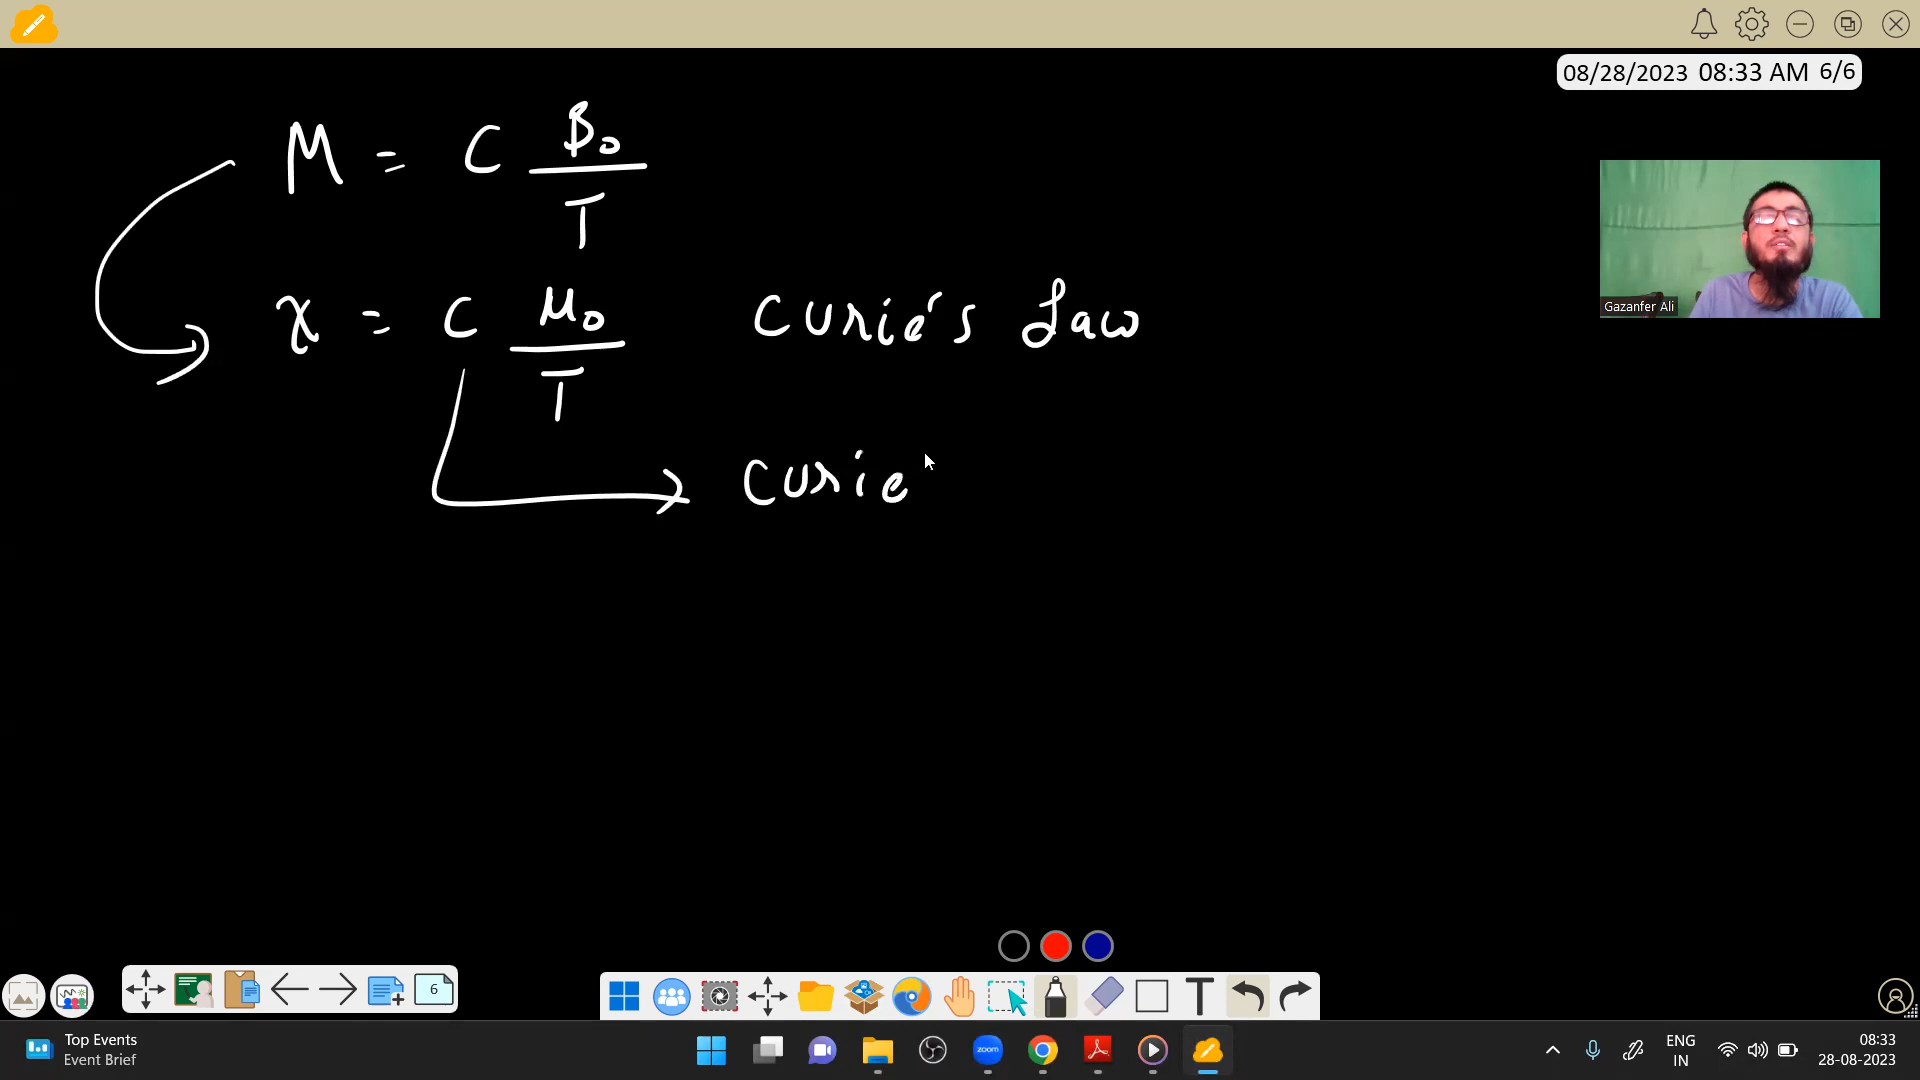 08/28/2023 08:33 AM 6/6
M = C B₀/T
χ = C μ₀/T Curie's Law
Curie'
Gazanfer Ali
6
T
Top Events
Event Brief
zoom
ENG
IN
08:33
28-08-2023